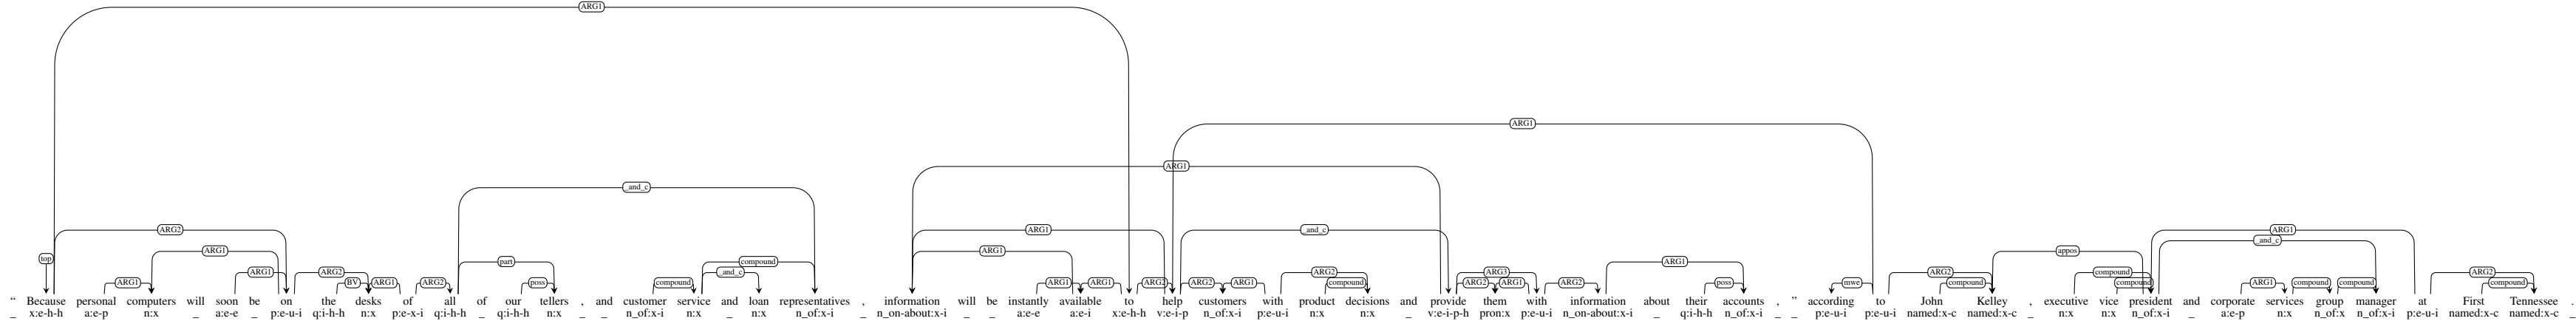 ARG1
ARG1
ARG1
_and_c
ARG2 ARG1 _and_c ARG1
_and_c
ARG1 ARG1 appos
top part compound ARG1
ARG1 ARG2 _and_c ARG2 ARG3 ARG2 compound ARG2
ARG1 BV ARG1 ARG2 poss compound ARG1 ARG1 ARG2 ARG2 ARG1 compound ARG2 ARG1 ARG2 poss mwe compound compound ARG1 compound compound compound
“ Because personal computers will soon be on the desks of all of our tellers , and customer service and loan representatives , information will be instantly available to help customers with product decisions and provide them with information about their accounts , ” according to John Kelley , executive vice president and corporate services group manager at First Tennessee .
_ x:e-h-h a:e-p n:x _ a:e-e _ p:e-u-i q:i-h-h n:x p:e-x-i q:i-h-h _ q:i-h-h n:x _ _ n_of:x-i n:x _ n:x n_of:x-i _ n_on-about:x-i _ _ a:e-e a:e-i x:e-h-h v:e-i-p n_of:x-i p:e-u-i n:x n:x _ v:e-i-p-h pron:x p:e-u-i n_on-about:x-i _ q:i-h-h n_of:x-i _ _ p:e-u-i p:e-u-i named:x-c named:x-c _ n:x n:x n_of:x-i _ a:e-p n:x n_of:x n_of:x-i p:e-u-i named:x-c named:x-c _